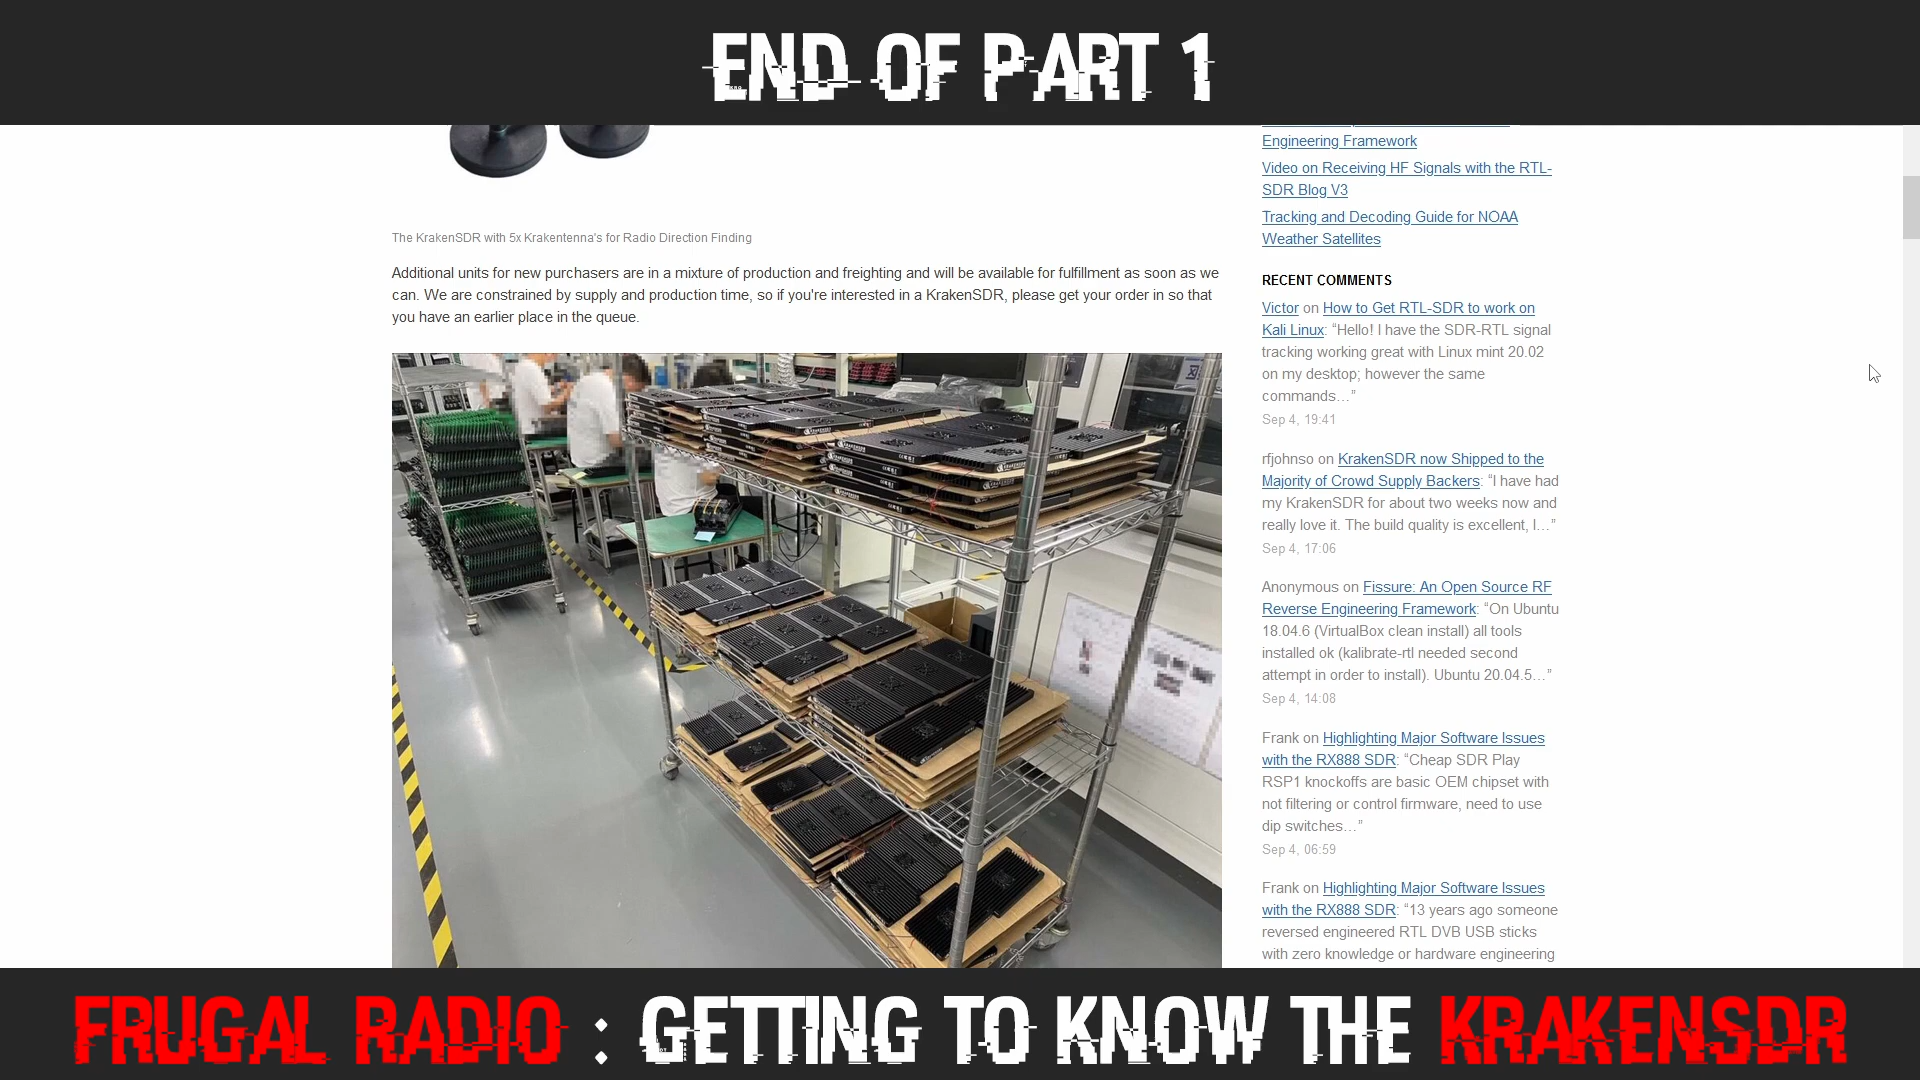 END OF PART 1
Engineering Framework
Video on Receiving HF Signals with the RTL-
SDR Blog V3
Tracking and Decoding Guide for NOAA
Weather Satellites
The KrakenSDR with 5x Krakentenna's for Radio Direction Finding
Additional units for new purchasers are in a mixture of production and freighting and will be available for fulfillment as soon as we
can. We are constrained by supply and production time, so if you're interested in a KrakenSDR, please get your order in so that
you have an earlier place in the queue.
RECENT COMMENTS
Victor on How to Get RTL-SDR to work on
Kali Linux: “Hello! I have the SDR-RTL signal
tracking working great with Linux mint 20.02
on my desktop; however the same
commands…”
Sep 4, 19:41
rfjohnso on KrakenSDR now Shipped to the
Majority of Crowd Supply Backers: “I have had
my KrakenSDR for about two weeks now and
really love it. The build quality is excellent, I…”
Sep 4, 17:06
Anonymous on Fissure: An Open Source RF
Reverse Engineering Framework: “On Ubuntu
18.04.6 (VirtualBox clean install) all tools
installed ok (kalibrate-rtl needed second
attempt in order to install). Ubuntu 20.04.5…”
Sep 4, 14:08
Frank on Highlighting Major Software Issues
with the RX888 SDR: “Cheap SDR Play
RSP1 knockoffs are basic OEM chipset with
not filtering or control firmware, need to use
dip switches…”
Sep 4, 06:59
Frank on Highlighting Major Software Issues
with the RX888 SDR: “13 years ago someone
reversed engineered RTL DVB USB sticks
with zero knowledge or hardware engineering
FRUGAL RADIO : GETTING TO KNOW THE KRAKENSDR